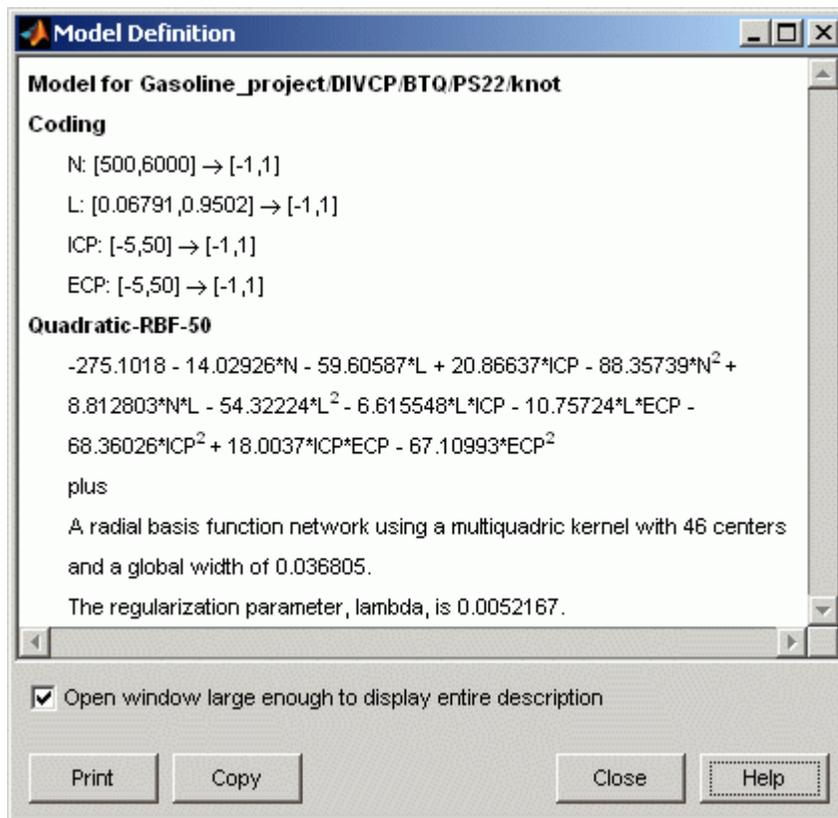 Model Definition
Model for Gasoline_project/DIVCP/BTQ/PS22/knot
Coding
N: [500,6000] → [-1,1]
L: [0.06791,0.9502] → [-1,1]
ICP: [-5,50] → [-1,1]
ECP: [-5,50] → [-1,1]
Quadratic-RBF-50
-275.1018 - 14.02926*N - 59.60587*L + 20.86637*ICP - 88.35739*N² +
8.812803*N*L - 54.32224*L² - 6.615548*L*ICP - 10.75724*L*ECP -
68.36026*ICP² + 18.0037*ICP*ECP - 67.10993*ECP²
plus
A radial basis function network using a multiquadric kernel with 46 centers
and a global width of 0.036805.
The regularization parameter, lambda, is 0.0052167.
Open window large enough to display entire description
Print Copy Close Help